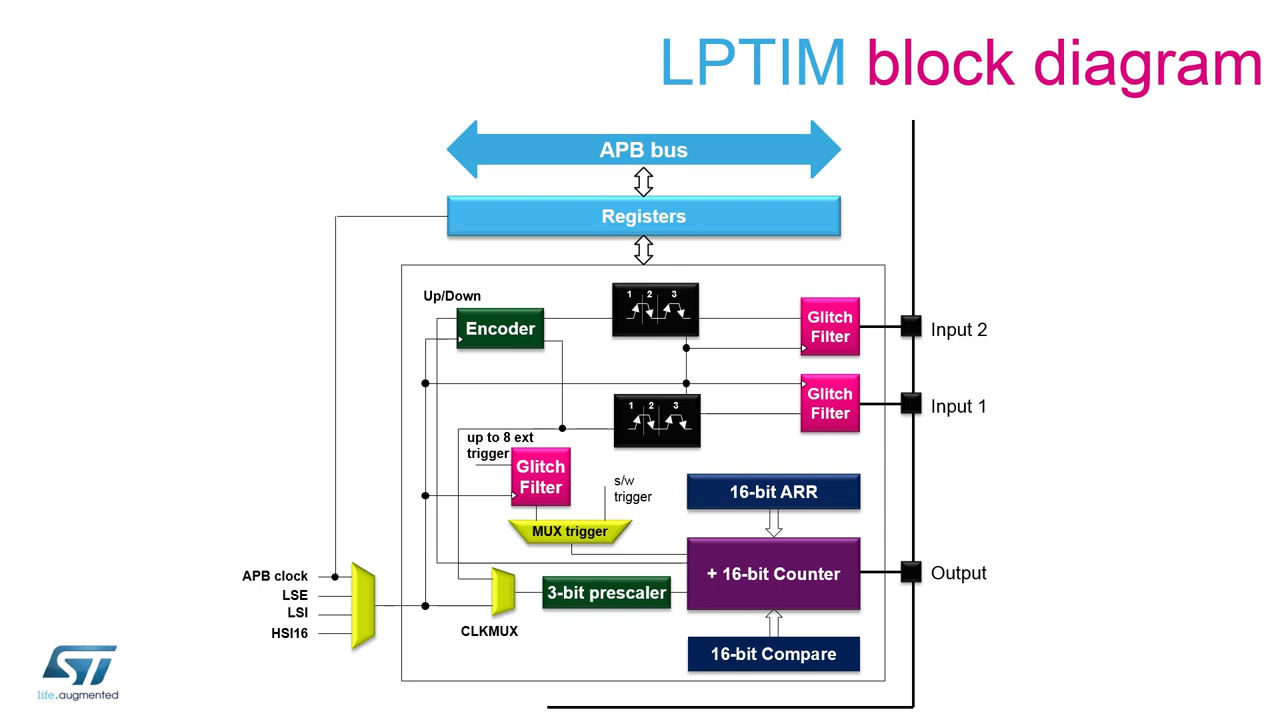 LPTIM block diagram
APB bus
Registers
Up/Down
Encoder
1 2 3
Glitch
Filter
Input 2
1 2 3
Glitch
Filter
Input 1
up to 8 ext
trigger
Glitch
Filter
s/w
trigger
MUX trigger
16-bit ARR
+ 16-bit Counter
Output
APB clock
LSE
LSI
HSI16
CLKMUX
3-bit prescaler
16-bit Compare
ST
life.augmented